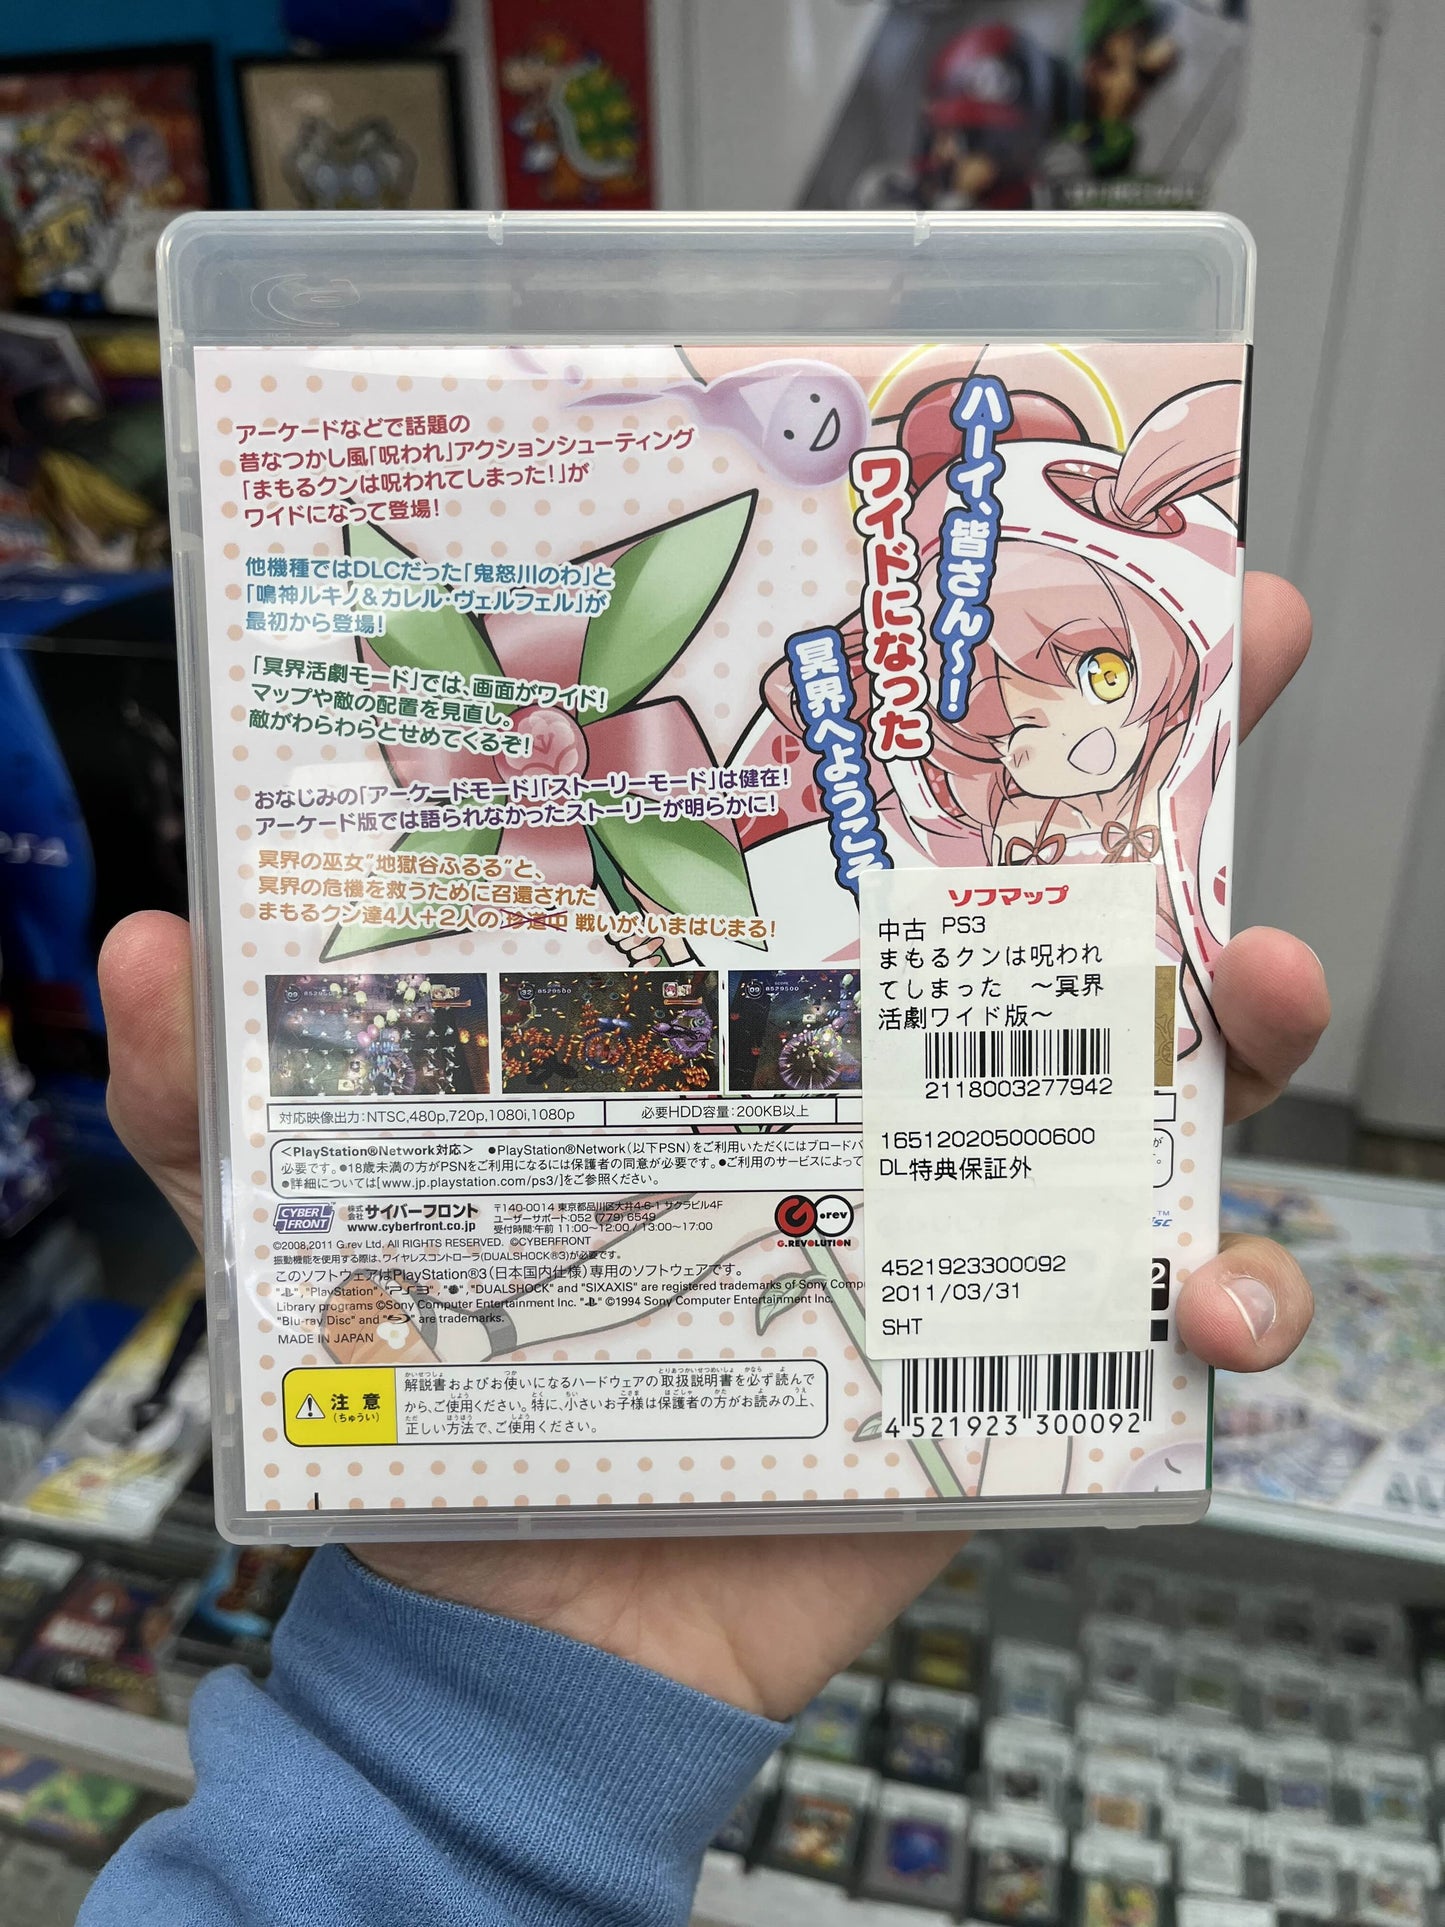 アーケードなどで話題の
昔なつかし風「呪われ」アクションシューティング
「まもるクンは呪われてしまった!」が
ワイドになって登場!
他機種ではDLCだった「鬼怒川のわ」と
「鳴神ルキノ&カレル・ヴェルフェル」が
最初から登場!
「冥界活劇モード」では、画面がワイド!
マップや敵の配置を見直し。
敵がわらわらとせめてくるぞ!
おなじみの「アーケードモード」「ストーリーモード」は健在!
アーケード版では語られなかったストーリーが明らかに!
冥界の巫女"地獄谷ふるる"と、
冥界の危機を救うために召還された
まもるクン達4人+2人の 珍道中 戦いが、いまはじまる!
ハーイ、皆さん〜!
ワイドになった
冥界へようこそ
ソフマップ
中古 PS3
まもるクンは呪われ
てしまった ～冥界
活劇ワイド版～
2118003277942
165120205000600
DL特典保証外
4521923300092
2011/03/31
SHT
対応映像出力:NTSC,480p,720p,1080i,1080p
必要HDD容量:200KB以上
<PlayStation®Network対応> ●PlayStation®Network(以下PSN)をご利用いただくにはブロードバ
必要です。●18歳未満の方がPSNをご利用になるには保護者の同意が必要です。●ご利用のサービスによって
●詳細については[www.jp.playstation.com/ps3/]をご参照ください。
CYBER FRONT
株式会社サイバーフロント
www.cyberfront.co.jp
〒140-0014 東京都品川区大井4-6-1 サクラビル4F
ユーザーサポート:052(779)6549
受付時間:午前 11:00〜12:00 / 13:00〜17:00
G.rev
G.REVOLUTION
©2008,2011 G.rev Ltd, All RIGHTS RESERVED. ©CYBERFRONT
振動機能を使用する際は、ワイヤレスコントローラ(DUALSHOCK®3)が必要です。
このソフトウェアはPlayStation®3(日本国内仕様)専用のソフトウェアです。
"PlayStation", "PS3", "DUALSHOCK" and "SIXAXIS" are registered trademarks of Sony Compu
Library programs ©Sony Computer Entertainment Inc. ©1994 Sony Computer Entertainment Inc.
"Blu-ray Disc" and are trademarks.
MADE IN JAPAN
注意
(ちゅうい)
解説書およびお使いになるハードウェアの取扱説明書を必ず読んで
から、ご使用ください。特に、小さいお子様は保護者の方がお読みの上、
正しい方法で、ご使用ください。
4 521923 300092